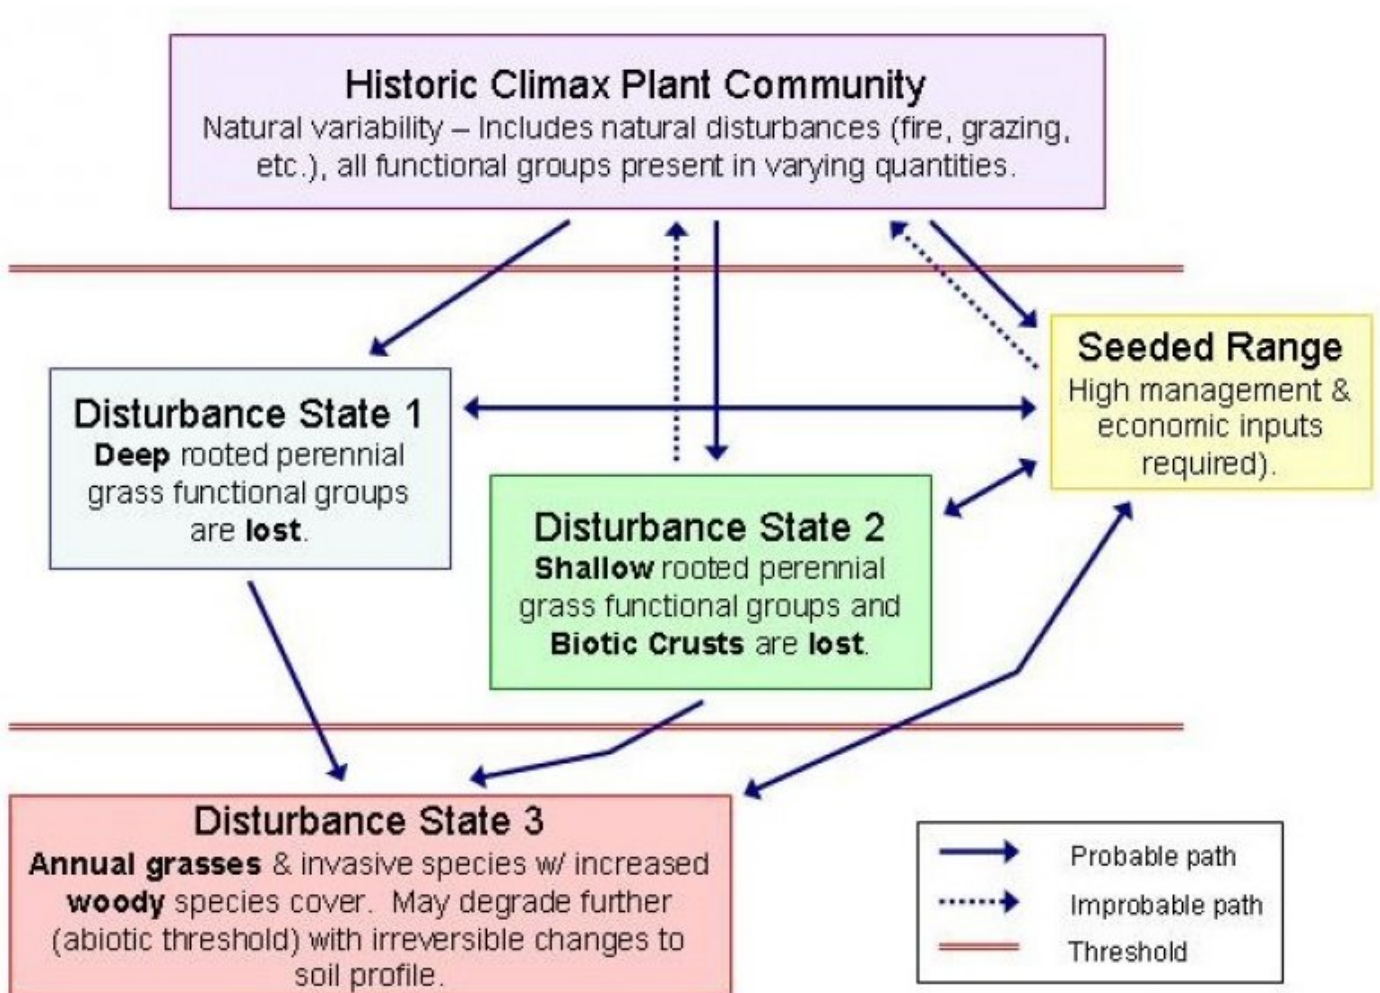 Historic Climax Plant Community
Natural variability – Includes natural disturbances (fire, grazing,
etc.), all functional groups present in varying quantities.
Seeded Range
High management &
economic inputs
required).
Disturbance State 1
Deep rooted perennial
grass functional groups
are lost.
Disturbance State 2
Shallow rooted perennial
grass functional groups and
Biotic Crusts are lost.
Disturbance State 3
Annual grasses & invasive species w/ increased
woody species cover. May degrade further
(abiotic threshold) with irreversible changes to
soil profile.
Probable path
Improbable path
Threshold